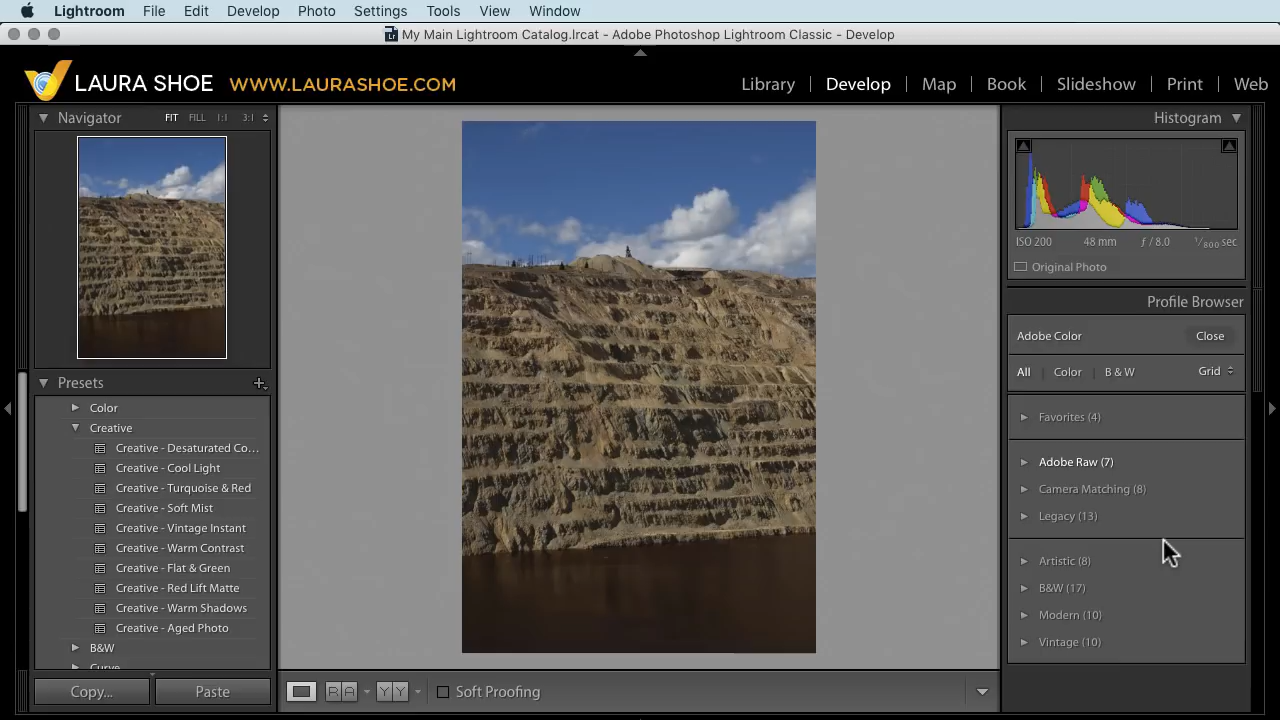 Lightroom File Edit Develop Photo Settings Tools View Window
My Main Lightroom Catalog.lrcat - Adobe Photoshop Lightroom Classic - Develop
LAURA SHOE WWW.LAURASHOE.COM
Library | Develop | Map | Book | Slideshow | Print | Web
Navigator FIT FILL 1:1 3:1
Presets
Color
Creative
Creative - Desaturated Co...
Creative - Cool Light
Creative - Turquoise & Red
Creative - Soft Mist
Creative - Vintage Instant
Creative - Warm Contrast
Creative - Flat & Green
Creative - Red Lift Matte
Creative - Warm Shadows
Creative - Aged Photo
B&W
Curve
Copy... Paste
R A Y Y Soft Proofing
Histogram
ISO 200 48 mm ƒ / 8.0 1/800 sec
Original Photo
Profile Browser
Adobe Color Close
All | Color | B & W Grid
Favorites (4)
Adobe Raw (7)
Camera Matching (8)
Legacy (13)
Artistic (8)
B&W (17)
Modern (10)
Vintage (10)